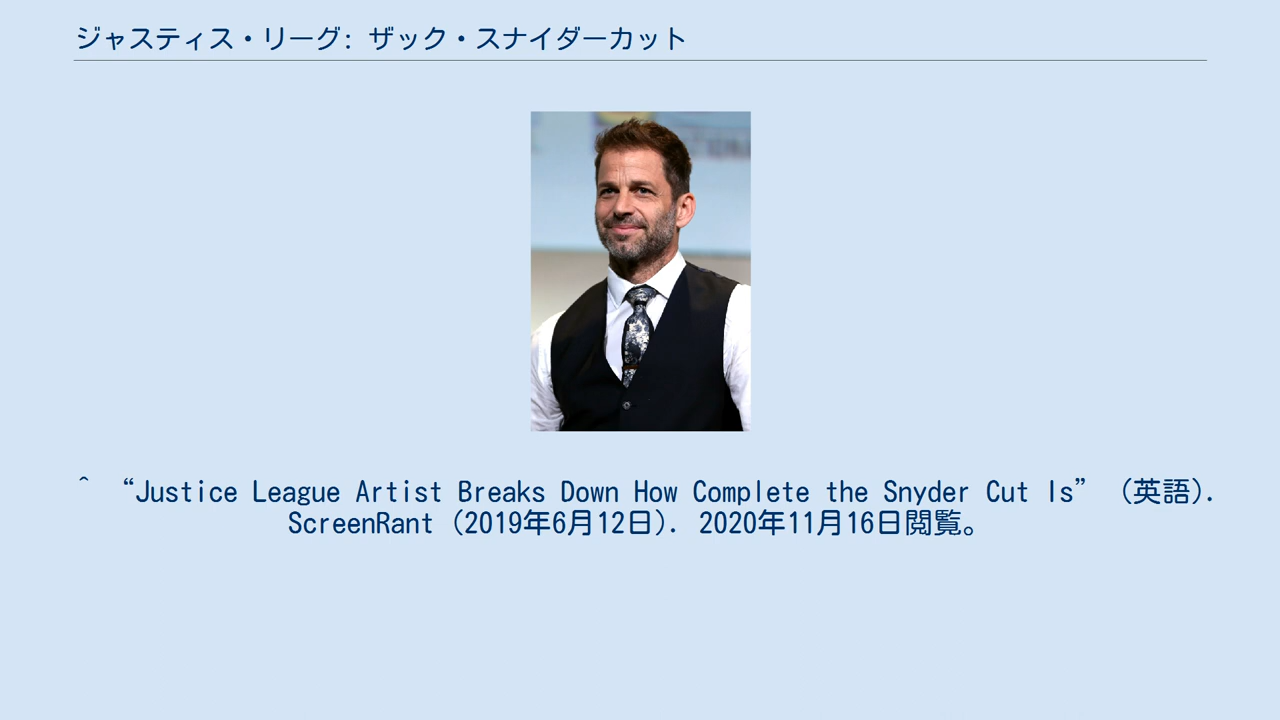 ジャスティス・リーグ: ザック・スナイダーカット
^ “Justice League Artist Breaks Down How Complete the Snyder Cut Is” (英語).
ScreenRant (2019年6月12日). 2020年11月16日閲覧。